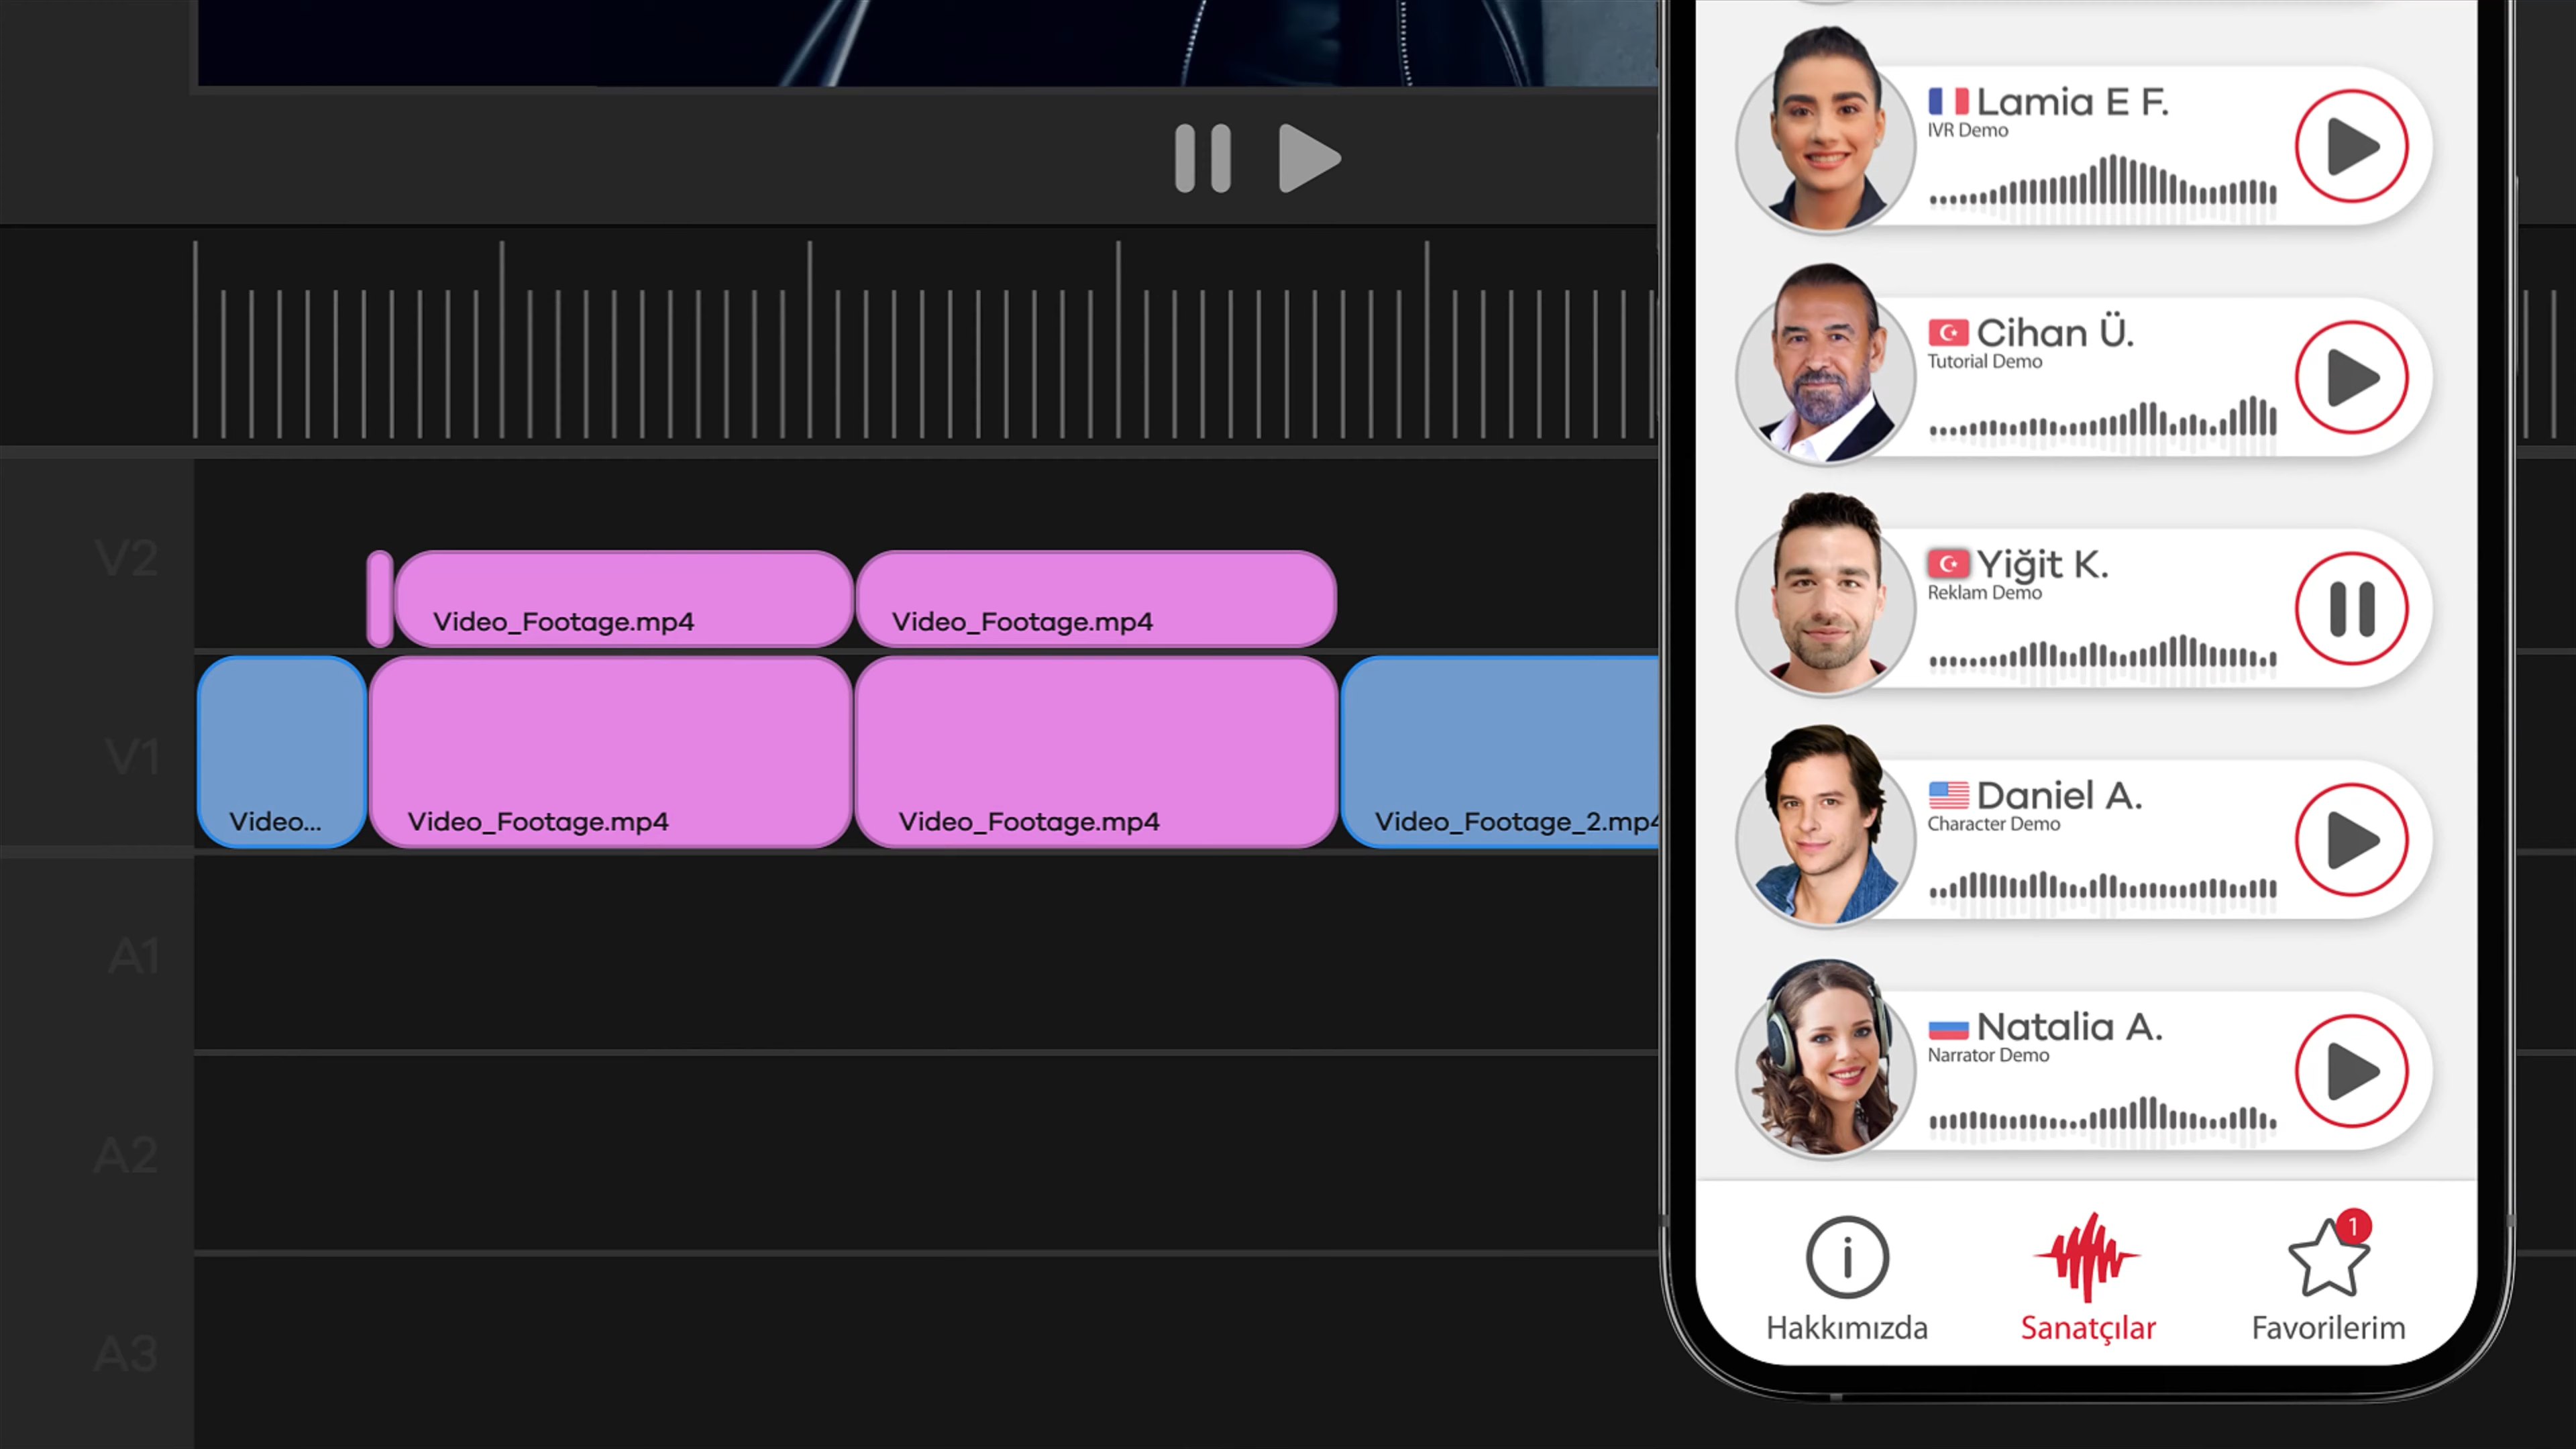 V2
Video_Footage.mp4
Video_Footage.mp4
V1
Video...
Video_Footage.mp4
Video_Footage.mp4
Video_Footage_2.mp4
A1
A2
A3
Lamia E F.
IVR Demo
Cihan Ü.
Tutorial Demo
Yiğit K.
Reklam Demo
Daniel A.
Character Demo
Natalia A.
Narrator Demo
1
Hakkımızda
Sanatçılar
Favorilerim